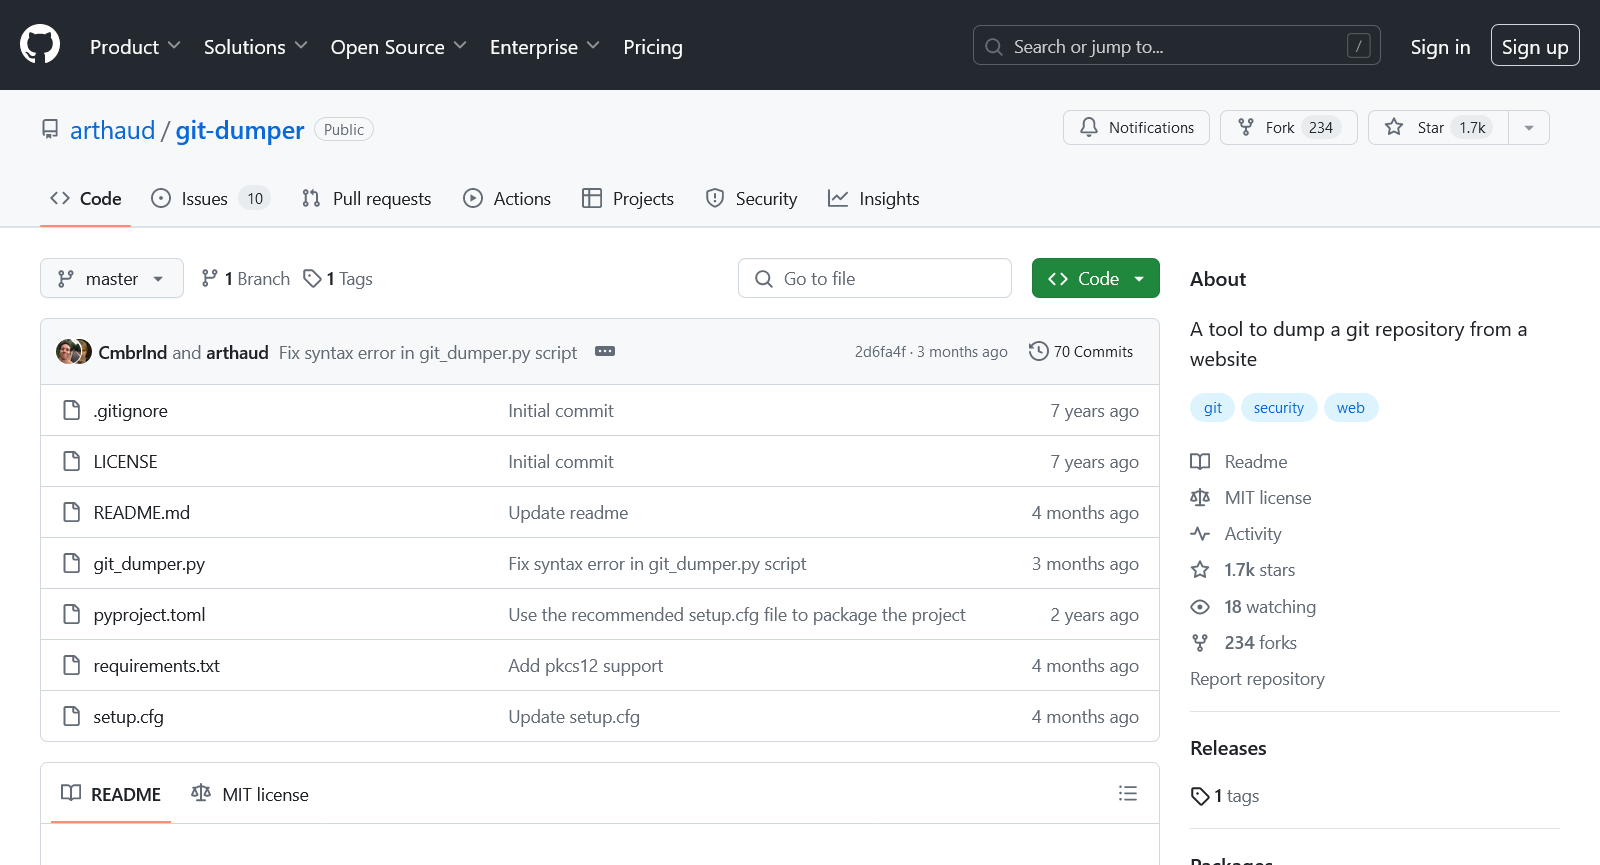 Product Solutions Open Source Enterprise Pricing Search or jump to... / Sign in Sign up
arthaud / git-dumper Public Notifications Fork 234 Star 1.7k
Code Issues 10 Pull requests Actions Projects Security Insights
master 1 Branch 1 Tags Go to file Code
Cmbrlnd and arthaud Fix syntax error in git_dumper.py script 2d6fa4f · 3 months ago 70 Commits
.gitignore Initial commit 7 years ago
LICENSE Initial commit 7 years ago
README.md Update readme 4 months ago
git_dumper.py Fix syntax error in git_dumper.py script 3 months ago
pyproject.toml Use the recommended setup.cfg file to package the project 2 years ago
requirements.txt Add pkcs12 support 4 months ago
setup.cfg Update setup.cfg 4 months ago
README MIT license
About
A tool to dump a git repository from a
website
git security web
Readme
MIT license
Activity
1.7k stars
18 watching
234 forks
Report repository
Releases
1 tags
Packages